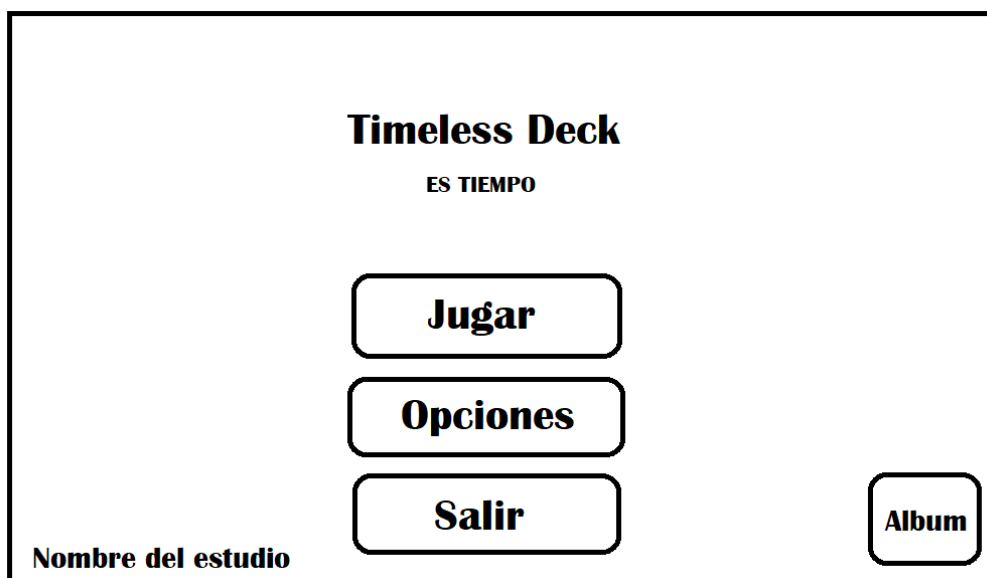 Timeless Deck
ES TIEMPO
Jugar
Opciones
Salir
Album
Nombre del estudio